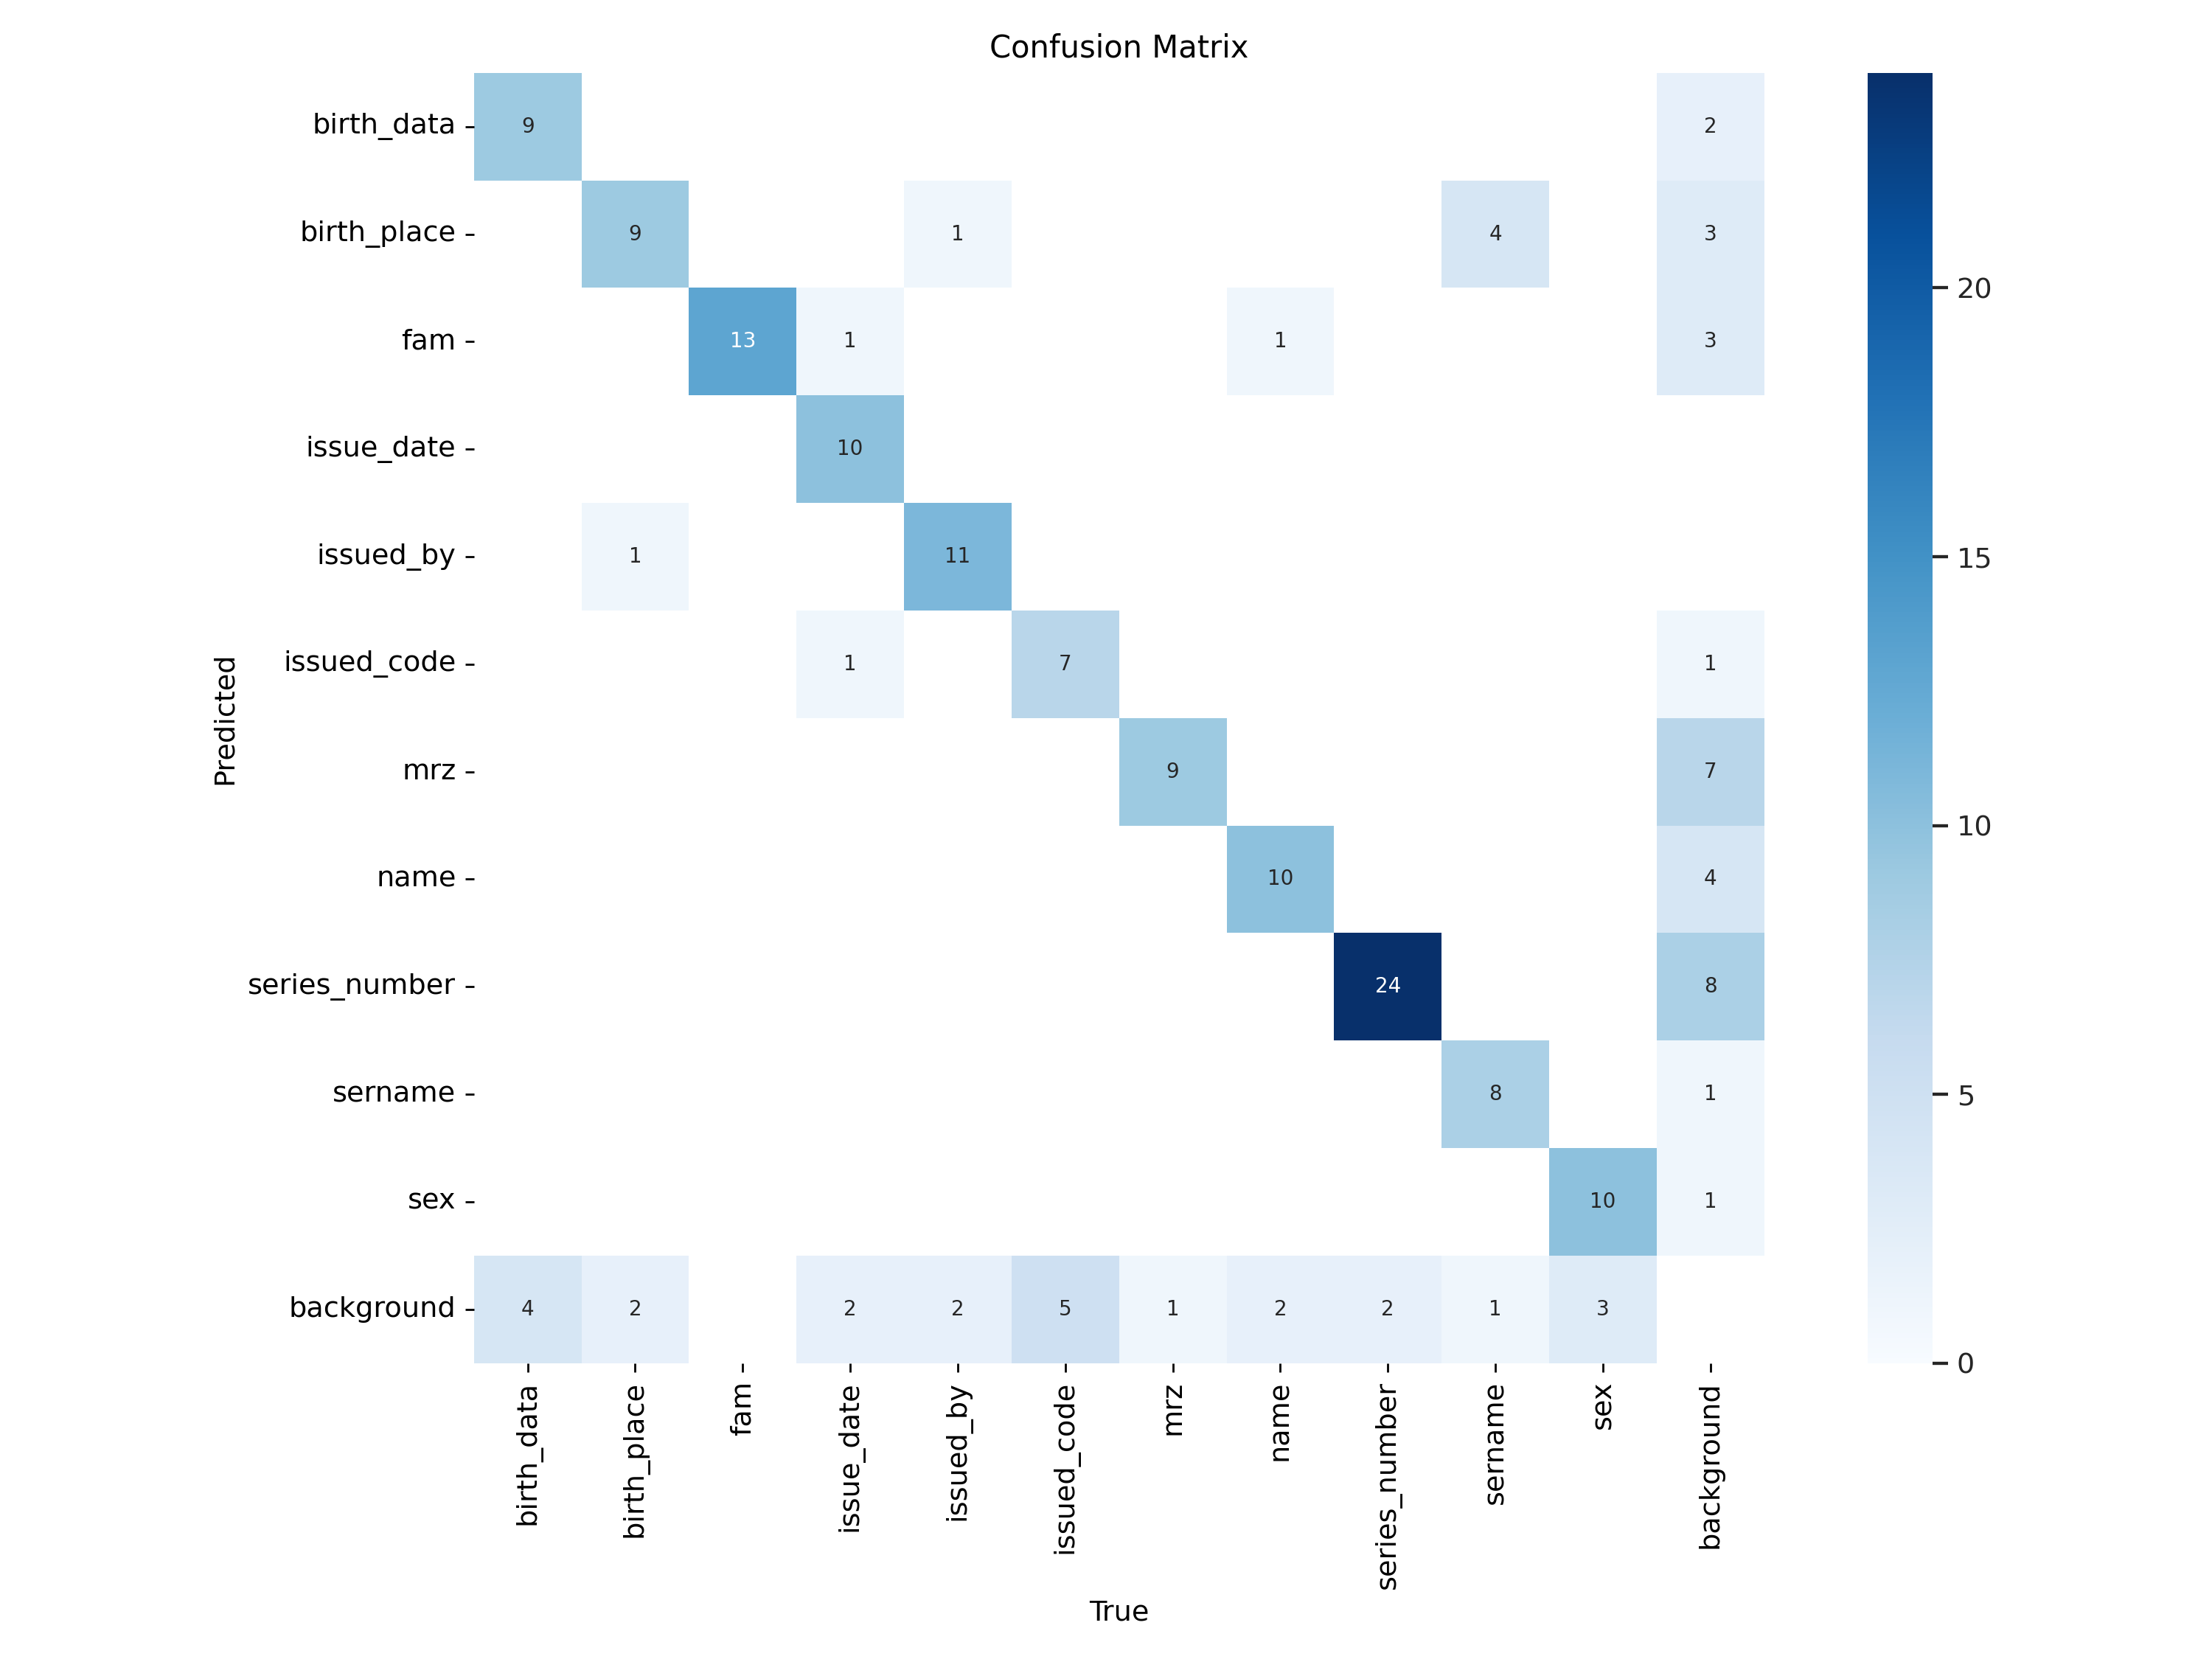 Confusion Matrix
birth_data 9 2
birth_place 9 1 4 3
20
fam 13 1 1 3
issue_date 10
issued_by 1 11
15
issued_code 1 7 1
Predicted
mrz 9 7
10
name 10 4
series_number 24 8
sername 8 1
5
sex 10 1
background 4 2 2 2 5 1 2 2 1 3
0
birth_data birth_place fam issue_date issued_by issued_code mrz name series_number sername sex background
True